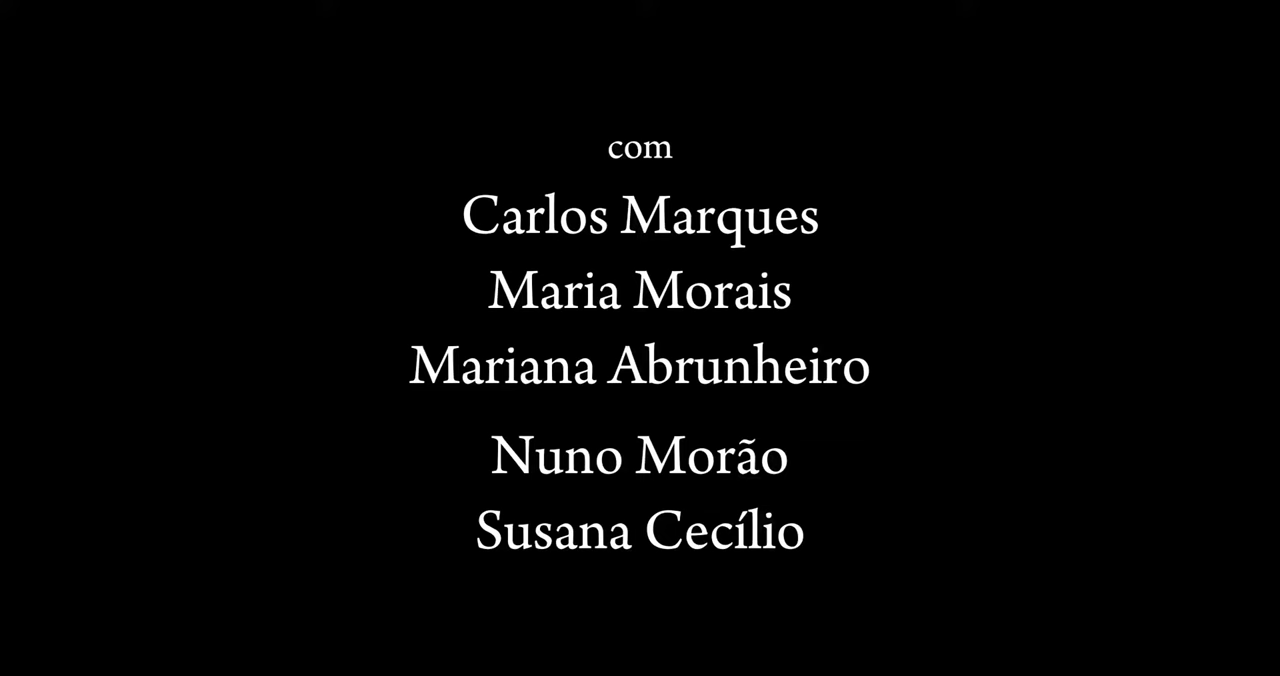 com
Carlos Marques
Maria Morais
Mariana Abrunheiro
Nuno Morão
Susana Cecílio